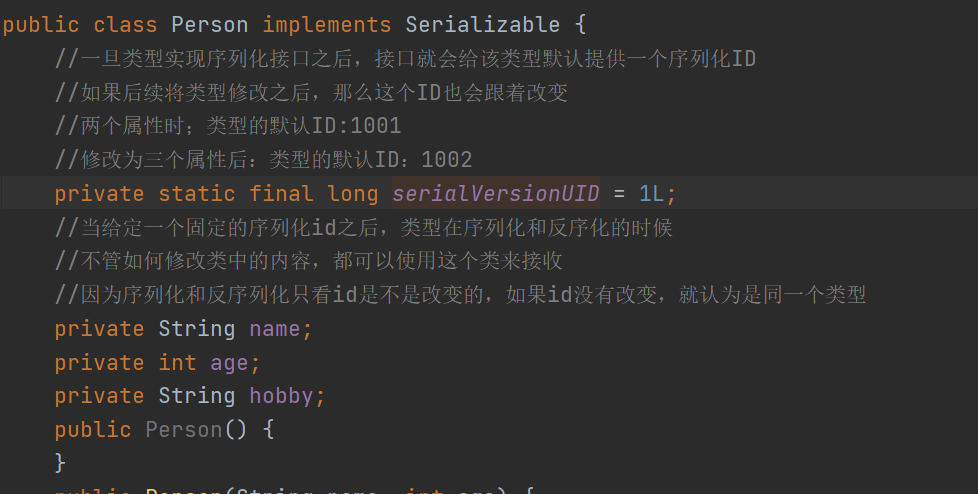 public class Person implements Serializable {
//一旦类型实现序列化接口之后，接口就会给该类型默认提供一个序列化ID
//如果后续将类型修改之后，那么这个ID也会跟着改变
//两个属性时；类型的默认ID:1001
//修改为三个属性后：类型的默认ID：1002
private static final long serialVersionUID = 1L;
//当给定一个固定的序列化id之后，类型在序列化和反序化的时候
//不管如何修改类中的内容，都可以使用这个类来接收
//因为序列化和反序列化只看id是不是改变的，如果id没有改变，就认为是同一个类型
private String name;
private int age;
private String hobby;
public Person() {
}
public Person(String name, int age) {